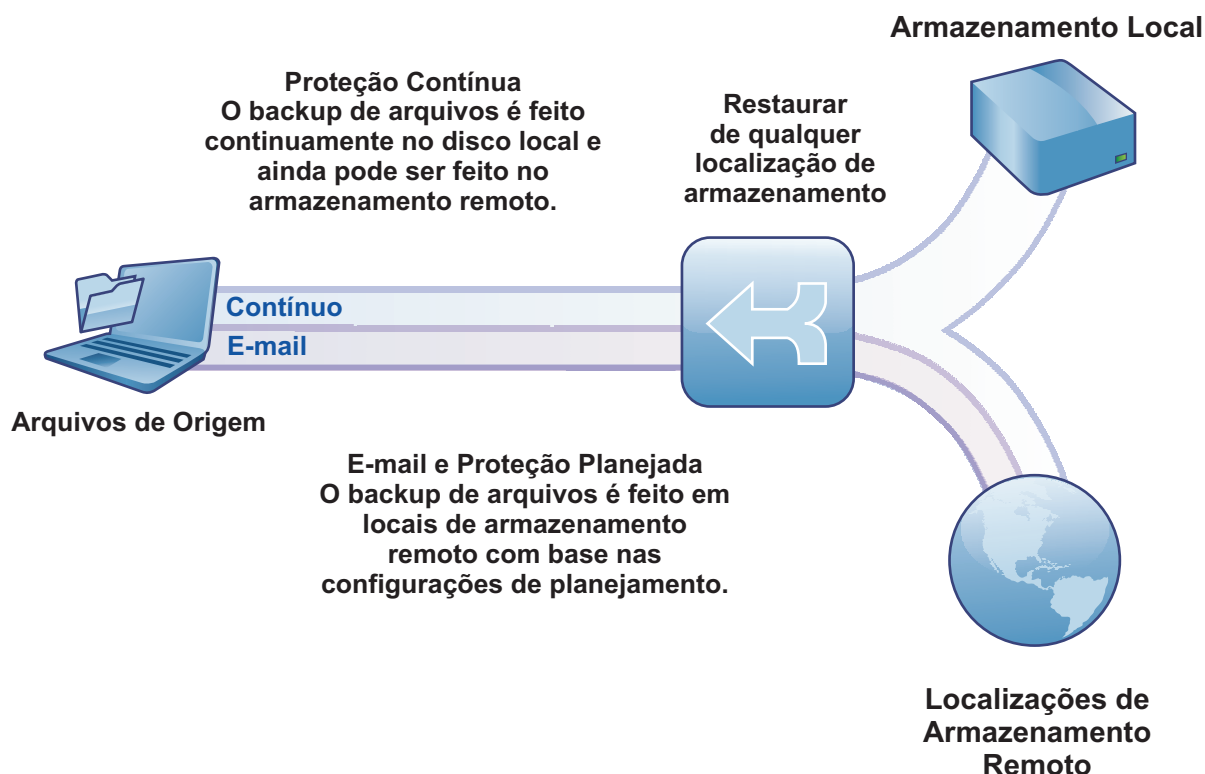 Armazenamento Local
Proteção Contínua
O backup de arquivos é feito
continuamente no disco local e
ainda pode ser feito no
armazenamento remoto.
Restaurar
de qualquer
localização de
armazenamento
Contínuo
E-mail
Arquivos de Origem
E-mail e Proteção Planejada
O backup de arquivos é feito em
locais de armazenamento
remoto com base nas
configurações de planejamento.
Localizações de
Armazenamento
Remoto